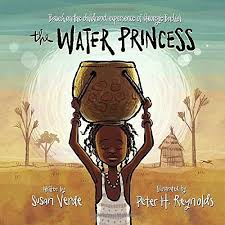 Based on the childhood experience of Georgie Badiel
the WATER PRINCESS
written by
Susan Verde
illustrated by
Peter H. Reynolds